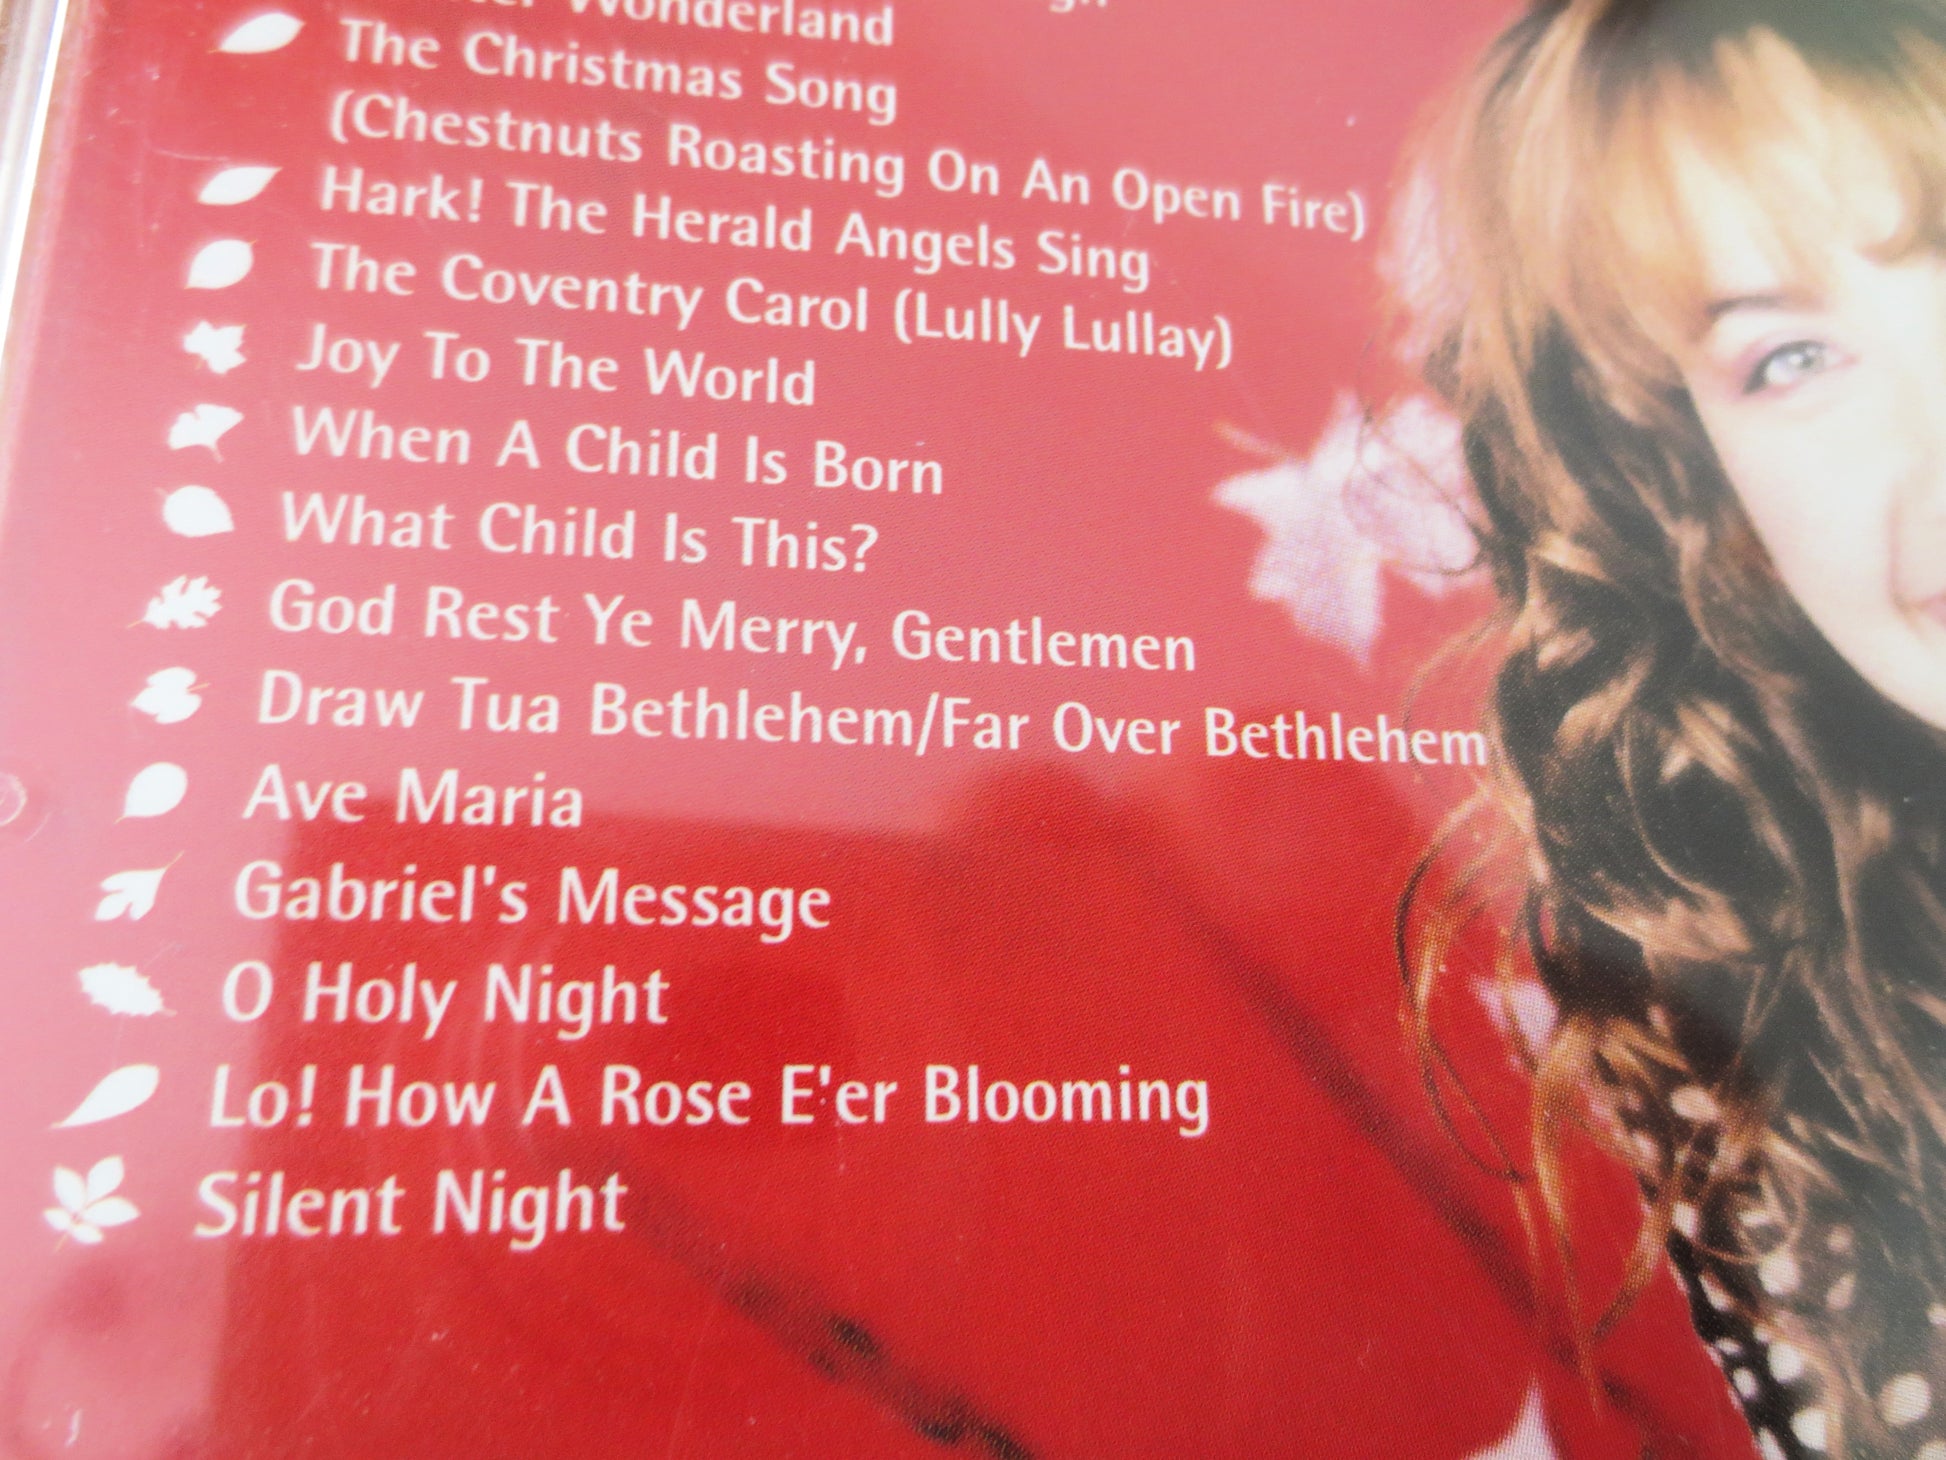 Wonderland
The Christmas Song
(Chestnuts Roasting On An Open Fire)
Hark! The Herald Angels Sing
The Coventry Carol (Lully Lullay)
Joy To The World
When A Child Is Born
What Child Is This?
God Rest Ye Merry, Gentlemen
Draw Tua Bethlehem/Far Over Bethlehem
Ave Maria
Gabriel's Message
O Holy Night
Lo! How A Rose E'er Blooming
Silent Night